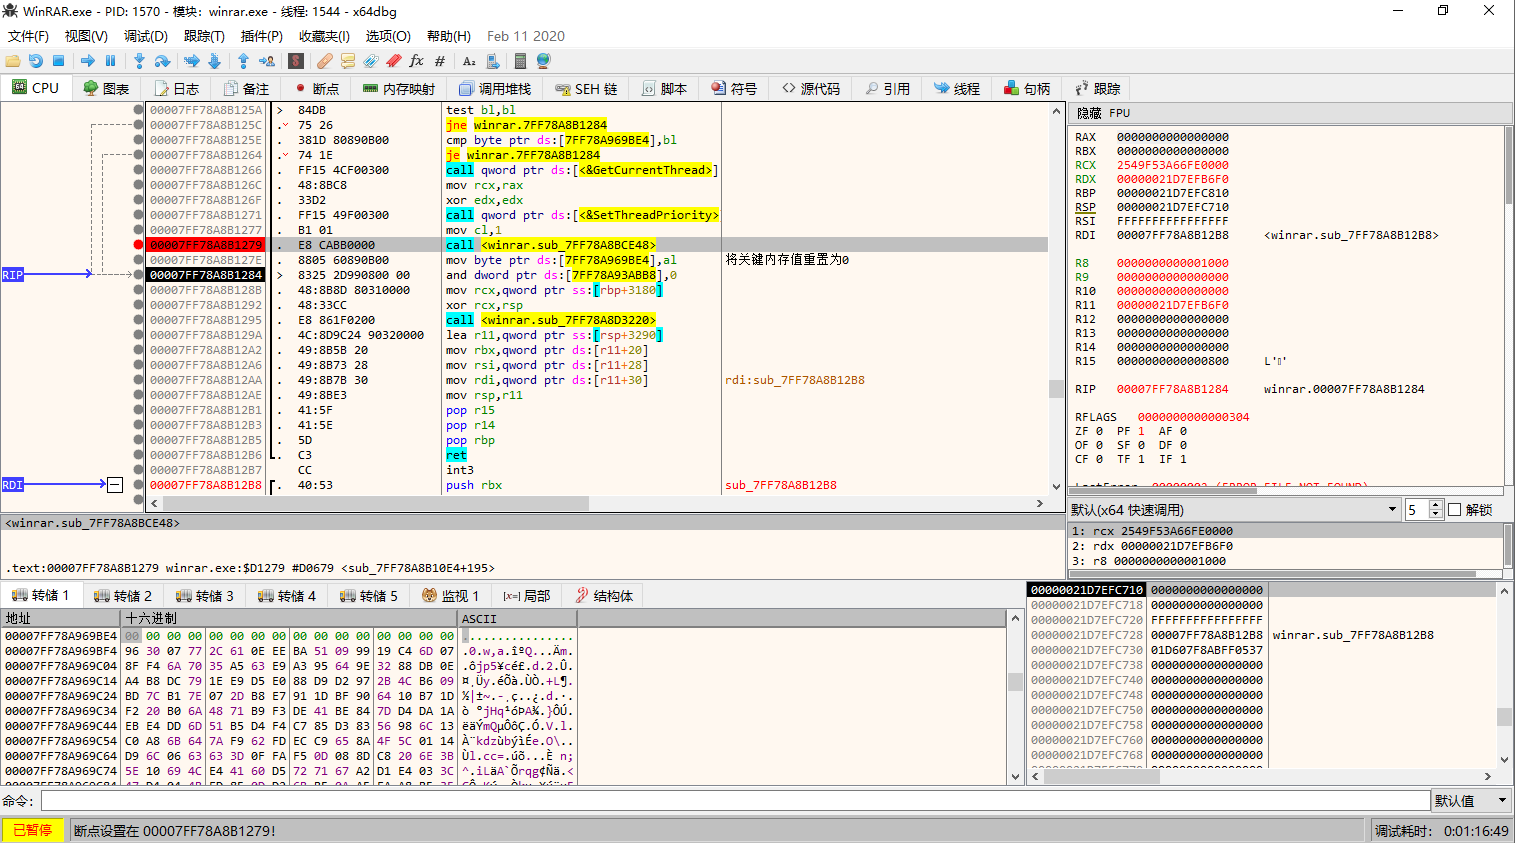 WinRAR.exe - PID: 1570 - 模块: winrar.exe - 线程: 1544 - x64dbg
文件(F) 视图(V) 调试(D) 跟踪(T) 插件(P) 收藏夹(I) 选项(O) 帮助(H) Feb 11 2020
CPU 图表 日志 备注 断点 内存映射 调用堆栈 SEH 链 脚本 符号 源代码 引用 线程 句柄 跟踪
00007FF78A8B125A > 84DB test bl,bl
00007FF78A8B125C . 75 26 jne winrar.7FF78A8B1284
00007FF78A8B125E . 381D 80890B00 cmp byte ptr ds:[7FF78A969BE4],bl
00007FF78A8B1264 . 74 1E je winrar.7FF78A8B1284
00007FF78A8B1266 . FF15 4CF00300 call qword ptr ds:[<&GetCurrentThread>]
00007FF78A8B126C . 48:8BC8 mov rcx,rax
00007FF78A8B126F . 33D2 xor edx,edx
00007FF78A8B1271 . FF15 49F00300 call qword ptr ds:[<&SetThreadPriority>
00007FF78A8B1277 . B1 01 mov cl,1
00007FF78A8B1279 . E8 CABB0000 call <winrar.sub_7FF78A8BCE48>
00007FF78A8B127E . 8805 60890B00 mov byte ptr ds:[7FF78A969BE4],al 将关键内存值重置为0
RIP 00007FF78A8B1284 > 8325 2D990800 00 and dword ptr ds:[7FF78A93ABB8],0
00007FF78A8B128B . 48:8B8D 80310000 mov rcx,qword ptr ss:[rbp+3180]
00007FF78A8B1292 . 48:33CC xor rcx,rsp
00007FF78A8B1295 . E8 861F0200 call <winrar.sub_7FF78A8D3220>
00007FF78A8B129A . 4C:8D9C24 90320000 lea r11,qword ptr ss:[rsp+3290]
00007FF78A8B12A2 . 49:8B5B 20 mov rbx,qword ptr ds:[r11+20]
00007FF78A8B12A6 . 49:8B73 28 mov rsi,qword ptr ds:[r11+28]
00007FF78A8B12AA . 49:8B7B 30 mov rdi,qword ptr ds:[r11+30] rdi:sub_7FF78A8B12B8
00007FF78A8B12AE . 49:8BE3 mov rsp,r11
00007FF78A8B12B1 . 41:5F pop r15
00007FF78A8B12B3 . 41:5E pop r14
00007FF78A8B12B5 . 5D pop rbp
00007FF78A8B12B6 . C3 ret
00007FF78A8B12B7 CC int3
RDI 00007FF78A8B12B8 . 40:53 push rbx sub_7FF78A8B12B8
隐藏 FPU
RAX 0000000000000000
RBX 0000000000000000
RCX 2549F53A66FE0000
RDX 00000021D7EFB6F0
RBP 00000021D7EFC810
RSP 00000021D7EFC710
RSI FFFFFFFFFFFFFFFF
RDI 00007FF78A8B12B8 <winrar.sub_7FF78A8B12B8>
R8 0000000000001000
R9 0000000000000000
R10 0000000000000000
R11 00000021D7EFB6F0
R12 0000000000000000
R13 0000000000000000
R14 0000000000000000
R15 0000000000000800
RIP 00007FF78A8B1284 winrar.00007FF78A8B1284
RFLAGS 0000000000000304
ZF 0 PF 1 AF 0
OF 0 SF 0 DF 0
CF 0 TF 1 IF 1
默认(x64 快速调用) 5 解锁
1: rcx 2549F53A66FE0000
2: rdx 00000021D7EFB6F0
3: r8 0000000000001000
<winrar.sub_7FF78A8BCE48>
.text:00007FF78A8B1279 winrar.exe:$D1279 #D0679 <sub_7FF78A8B10E4+195>
转储 1 转储 2 转储 3 转储 4 转储 5 监视 1 [x=] 局部 结构体
地址 十六进制 ASCII
00007FF78A969BE4 00 00 00 00 00 00 00 00 00 00 00 00 00 00 00 00 ................
00007FF78A969BF4 96 30 07 77 2C 61 0E EE BA 51 09 99 19 C4 6D 07 .0.w,a.îºQ...Äm.
00007FF78A969C04 8F F4 6A 70 35 A5 63 E9 A3 95 64 9E 32 88 DB 0E .ôjp5¥cé£.d.2.Û.
00007FF78A969C14 A4 B8 DC 79 1E E9 D5 E0 88 D9 D2 97 2B 4C B6 09 ¤¸Üy.éÕà.ÙÒ.+L¶.
00007FF78A969C24 BD 7C B1 7E 07 2D B8 E7 91 1D BF 90 64 10 B7 1D ½|±~.-¸ç..¿.d.·.
00007FF78A969C34 F2 20 B0 6A 48 71 B9 F3 DE 41 BE 84 7D D4 DA 1A ò °jHq¹óÞA¾.}ÔÚ.
00007FF78A969C44 EB E4 DD 6D 51 B5 D4 F4 C7 85 D3 83 56 98 6C 13 ëäÝmQµÔôÇ.Ó.V.l.
00007FF78A969C54 C0 A8 6B 64 7A F9 62 FD EC C9 65 8A 4F 5C 01 14 À¨kdzùbýìÉe.O\..
00007FF78A969C64 D9 6C 06 63 63 3D 0F FA F5 0D 08 8D C8 20 6E 3B Ùl.cc=.úõ...È n;
00007FF78A969C74 5E 10 69 4C E4 41 60 D5 72 71 67 A2 D1 E4 03 3C ^.iLäA`Õrqg¢Ñä.<
00000021D7EFC710 0000000000000000
00000021D7EFC718 0000000000000000
00000021D7EFC720 FFFFFFFFFFFFFFFF
00000021D7EFC728 00007FF78A8B12B8 winrar.sub_7FF78A8B12B8
00000021D7EFC730 01D607F8ABFF0537
00000021D7EFC738 0000000000000000
00000021D7EFC740 0000000000000000
00000021D7EFC748 0000000000000000
00000021D7EFC750 0000000000000000
00000021D7EFC758 0000000000000000
00000021D7EFC760 0000000000000000
00000021D7EFC768 0000000000000000
命令: 默认值
已暂停 断点设置在 00007FF78A8B1279! 调试耗时: 0:01:16:49